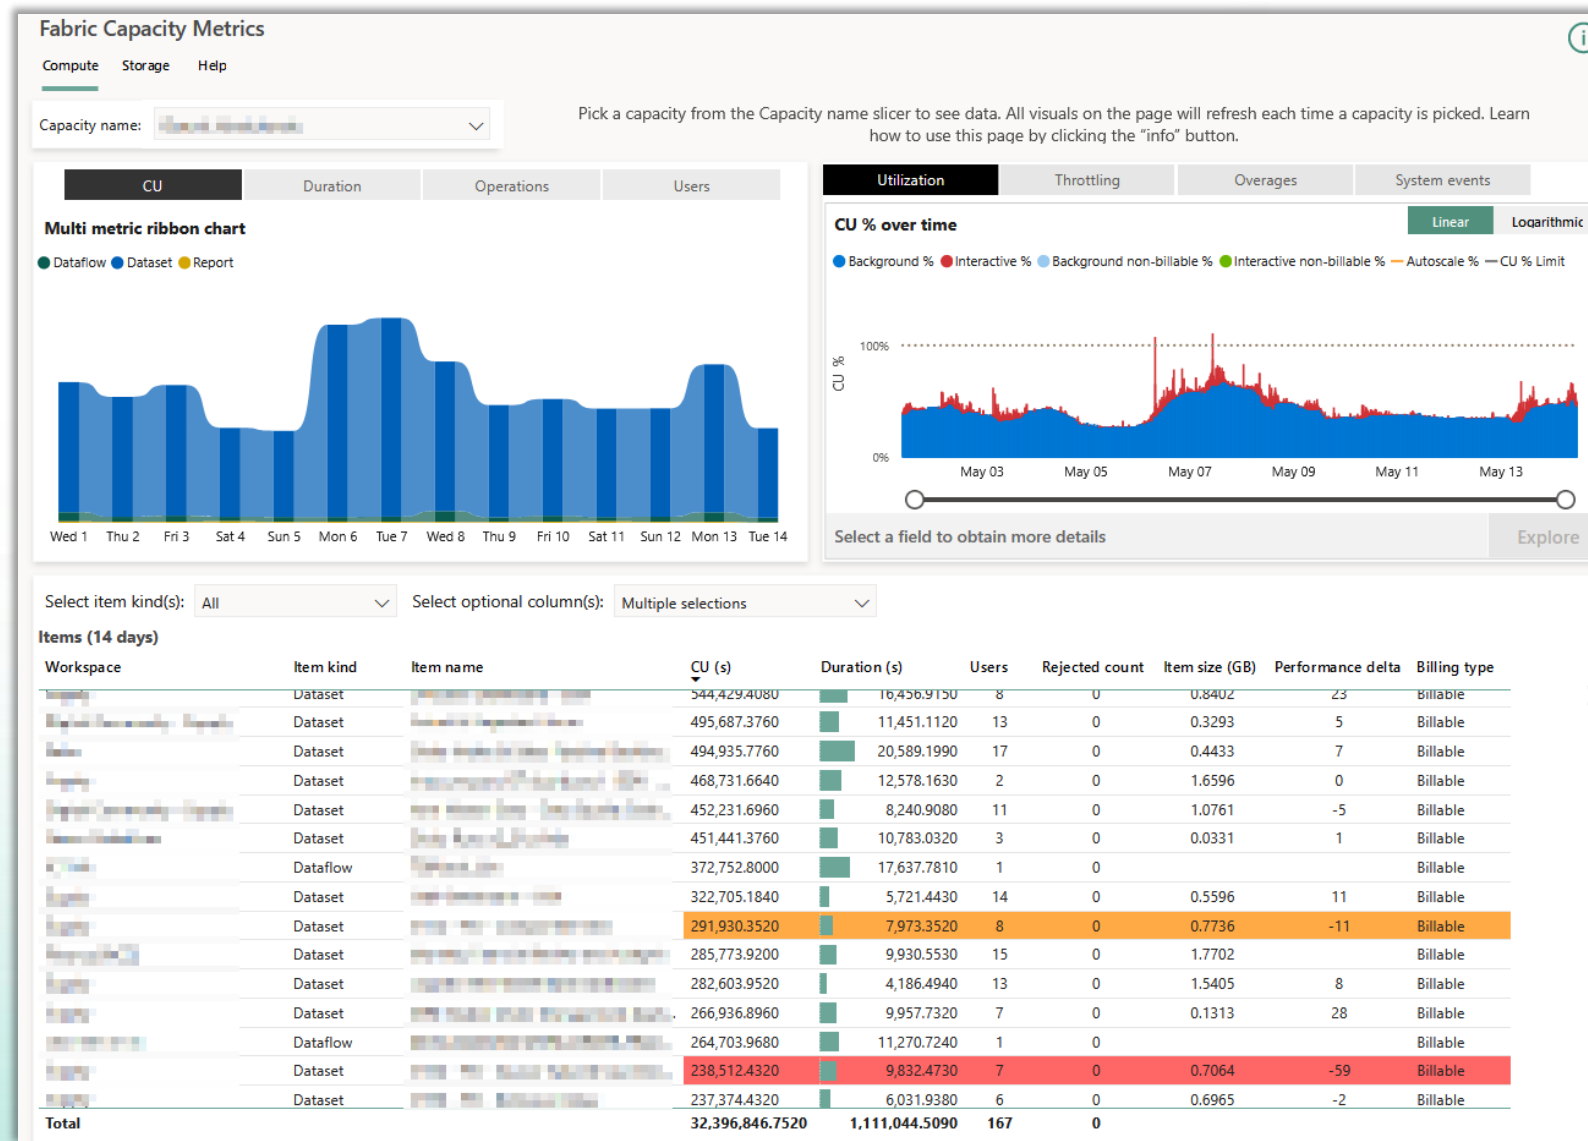 Fabric Capacity Metrics
Compute Storage Help
Capacity name:
Pick a capacity from the Capacity name slicer to see data. All visuals on the page will refresh each time a capacity is picked. Learn
how to use this page by clicking the "info" button.
CU Duration Operations Users
Multi metric ribbon chart
Dataflow Dataset Report
Wed 1 Thu 2 Fri 3 Sat 4 Sun 5 Mon 6 Tue 7 Wed 8 Thu 9 Fri 10 Sat 11 Sun 12 Mon 13 Tue 14
Utilization Throttling Overages System events
CU % over time
Linear Logarithmic
Background % Interactive % Background non-billable % Interactive non-billable % Autoscale % CU % Limit
100%
CU %
0%
May 03 May 05 May 07 May 09 May 11 May 13
Select a field to obtain more details Explore
Select item kind(s): All Select optional column(s): Multiple selections
Items (14 days)
Workspace Item kind Item name CU (s) Duration (s) Users Rejected count Item size (GB) Performance delta Billing type
Dataset 544,429.4080 16,456.9150 8 0 0.8402 23 Billable
Dataset 495,687.3760 11,451.1120 13 0 0.3293 5 Billable
Dataset 494,935.7760 20,589.1990 17 0 0.4433 7 Billable
Dataset 468,731.6640 12,578.1630 2 0 1.6596 0 Billable
Dataset 452,231.6960 8,240.9080 11 0 1.0761 -5 Billable
Dataset 451,441.3760 10,783.0320 3 0 0.0331 1 Billable
Dataflow 372,752.8000 17,637.7810 1 0 Billable
Dataset 322,705.1840 5,721.4430 14 0 0.5596 11 Billable
Dataset 291,930.3520 7,973.3520 8 0 0.7736 -11 Billable
Dataset 285,773.9200 9,930.5530 15 0 1.7702 Billable
Dataset 282,603.9520 4,186.4940 13 0 1.5405 8 Billable
Dataset 266,936.8960 9,957.7320 7 0 0.1313 28 Billable
Dataflow 264,703.9680 11,270.7240 1 0 Billable
Dataset 238,512.4320 9,832.4730 7 0 0.7064 -59 Billable
Dataset 237,374.4320 6,031.9380 6 0 0.6965 -2 Billable
Total 32,396,846.7520 1,111,044.5090 167 0